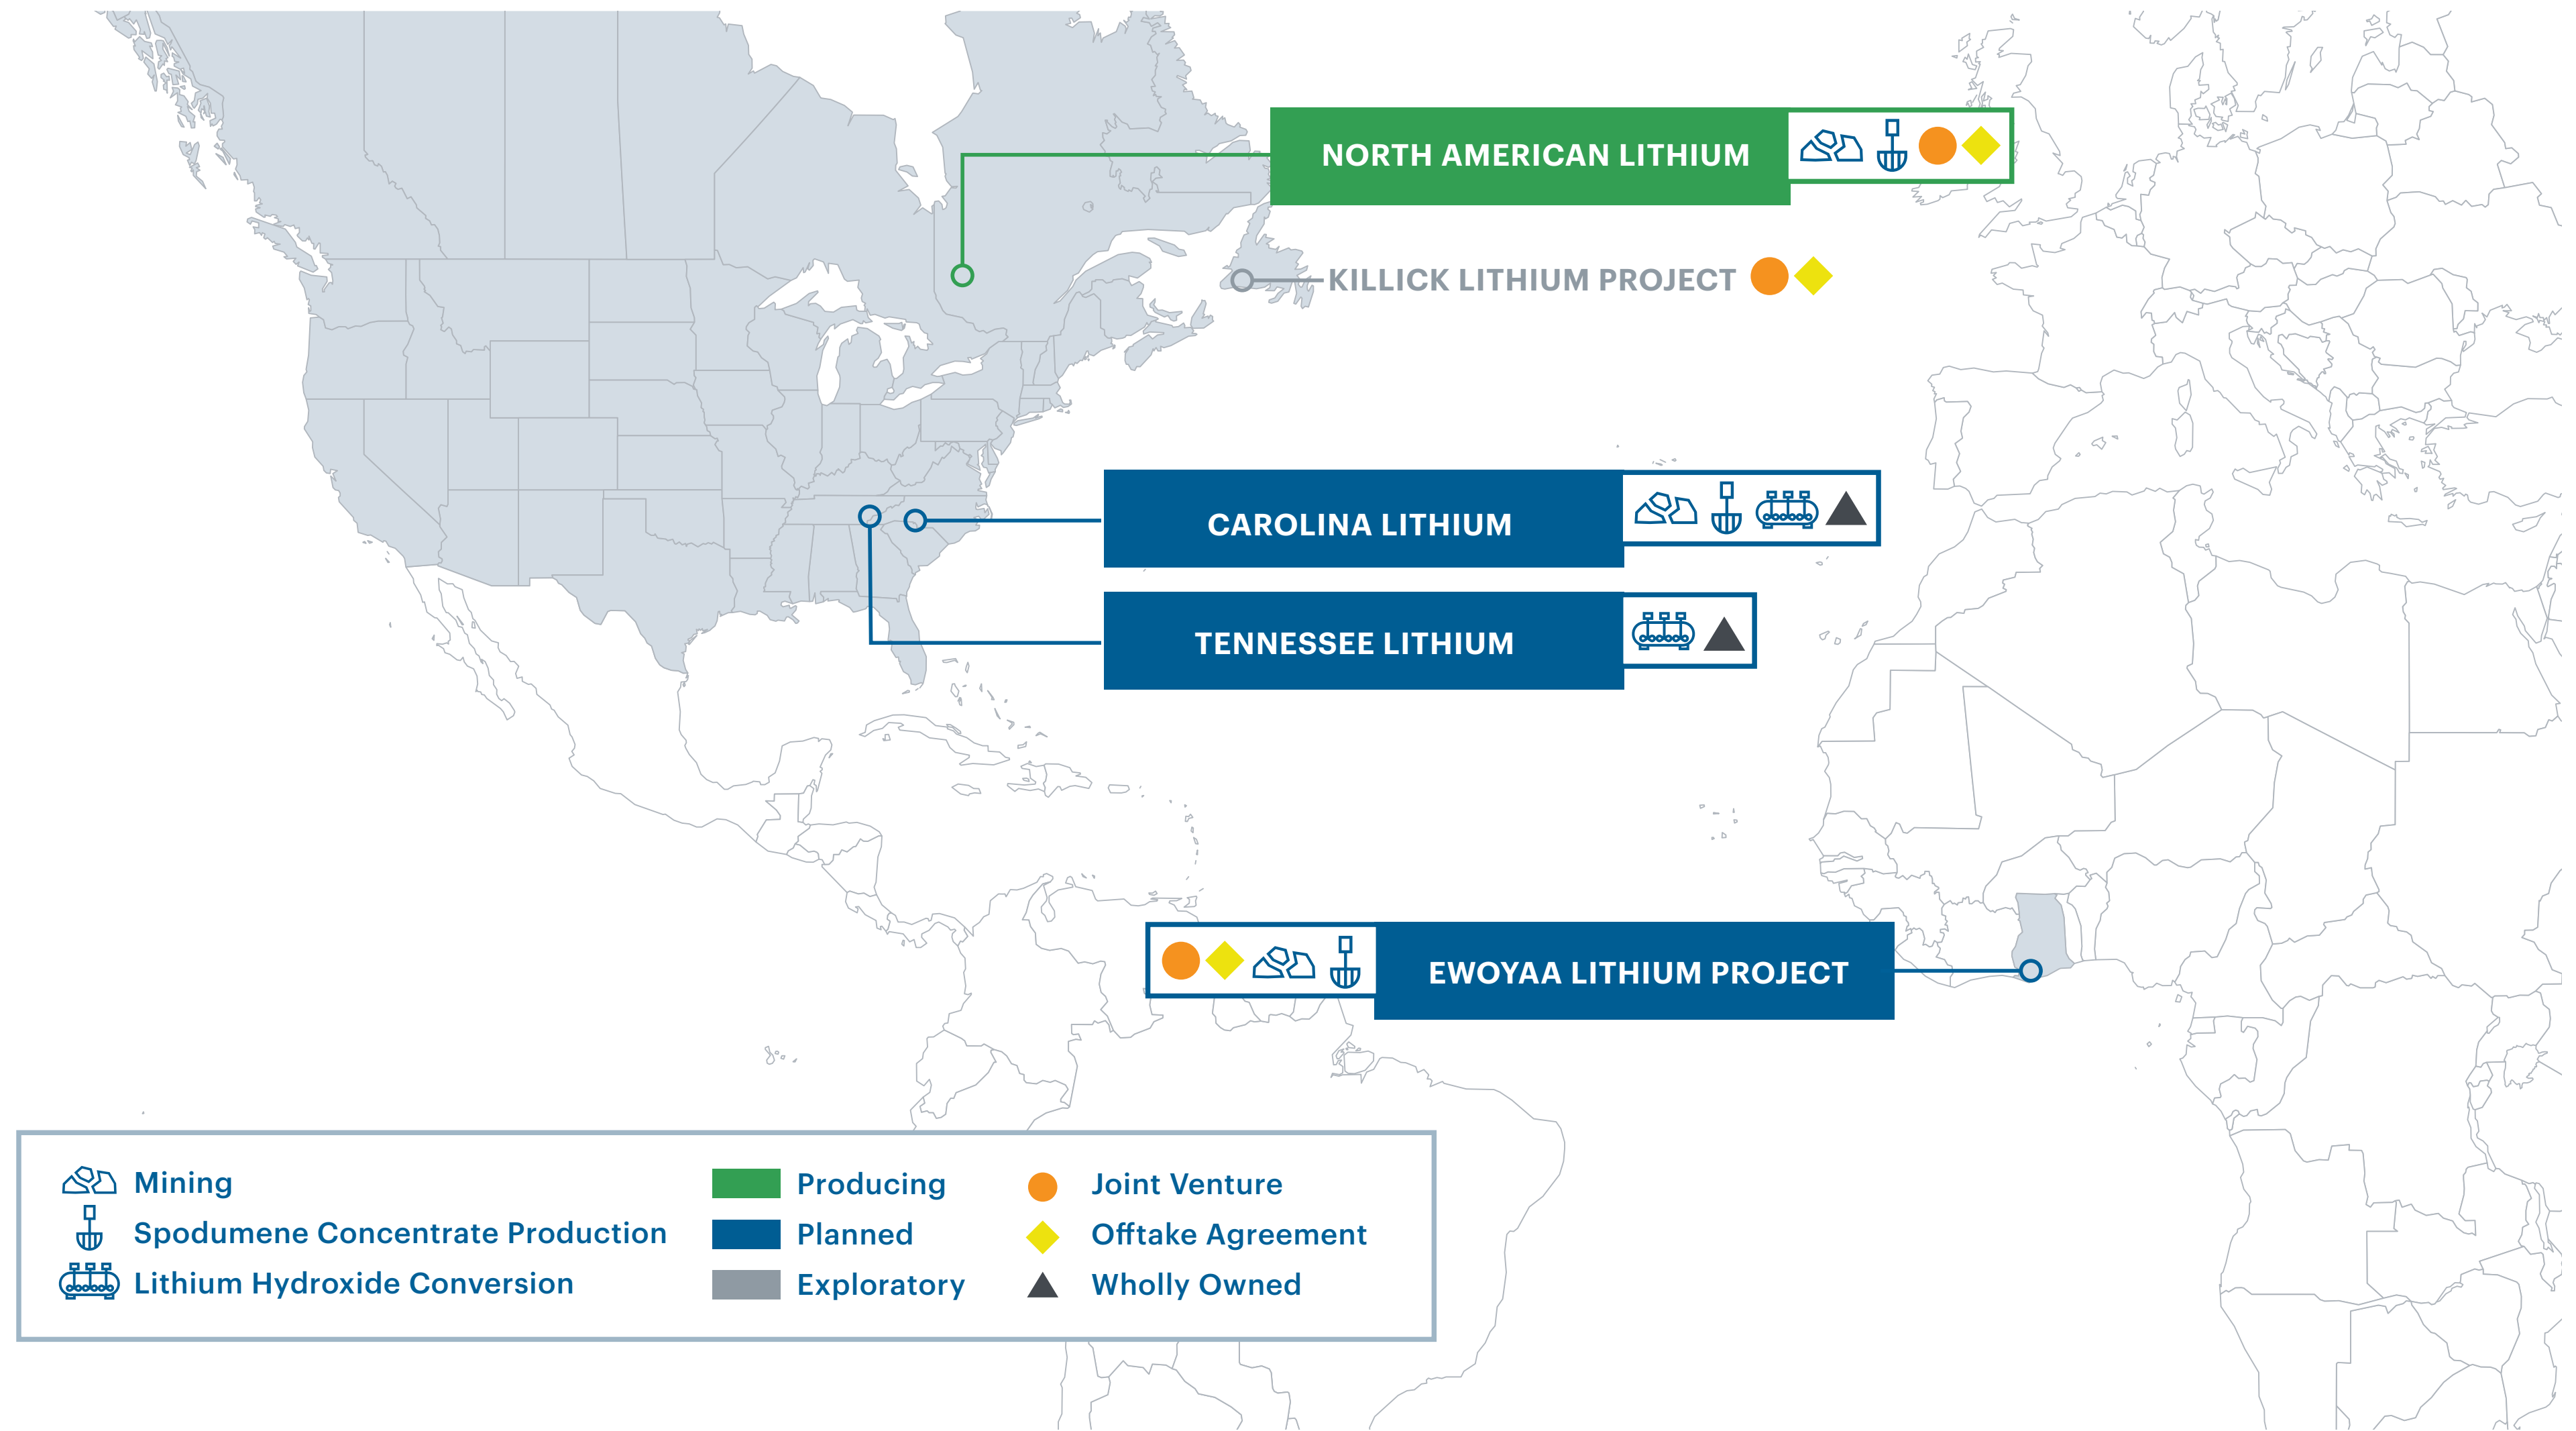 NORTH AMERICAN LITHIUM
KILLICK LITHIUM PROJECT
CAROLINA LITHIUM
TENNESSEE LITHIUM
EWOYAA LITHIUM PROJECT
Mining
Spodumene Concentrate Production
Lithium Hydroxide Conversion
Producing
Planned
Exploratory
Joint Venture
Offtake Agreement
Wholly Owned